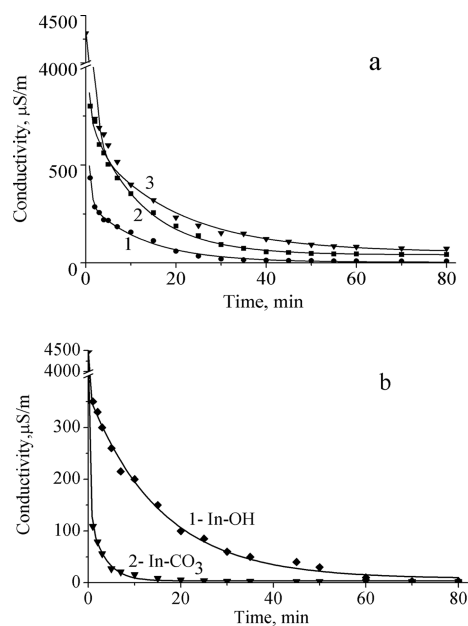 a
4500
4000
500
0
Conductivity, µS/m
3
2
1
0 20 40 60 80
Time, min
b
4500
4000
300
200
100
0
Conductivity,µS/m
1- In-OH
2- In-CO3
0 20 40 60 80
Time, min